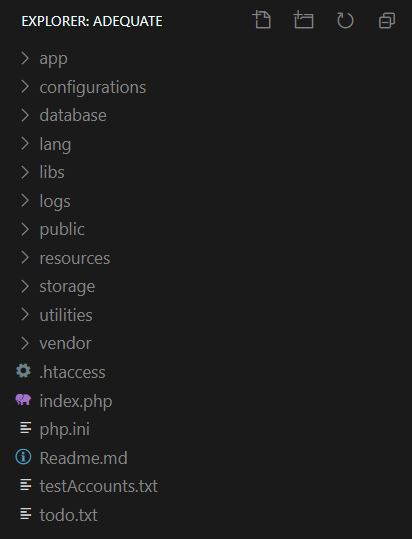 EXPLORER: ADEQUATE
app
configurations
database
lang
libs
logs
public
resources
storage
utilities
vendor
.htaccess
index.php
php.ini
Readme.md
testAccounts.txt
todo.txt